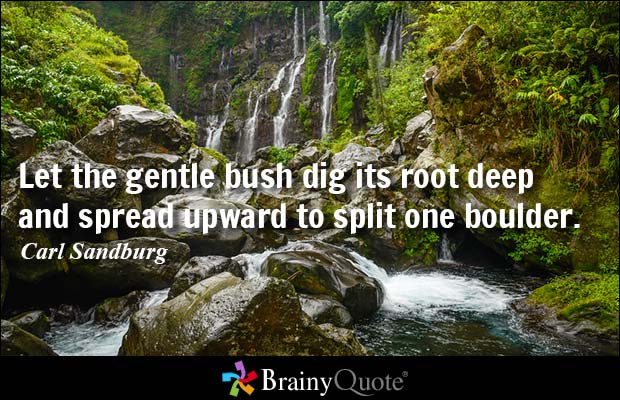 Let the gentle bush dig its root deep
and spread upward to split one boulder.
Carl Sandburg
BrainyQuote®